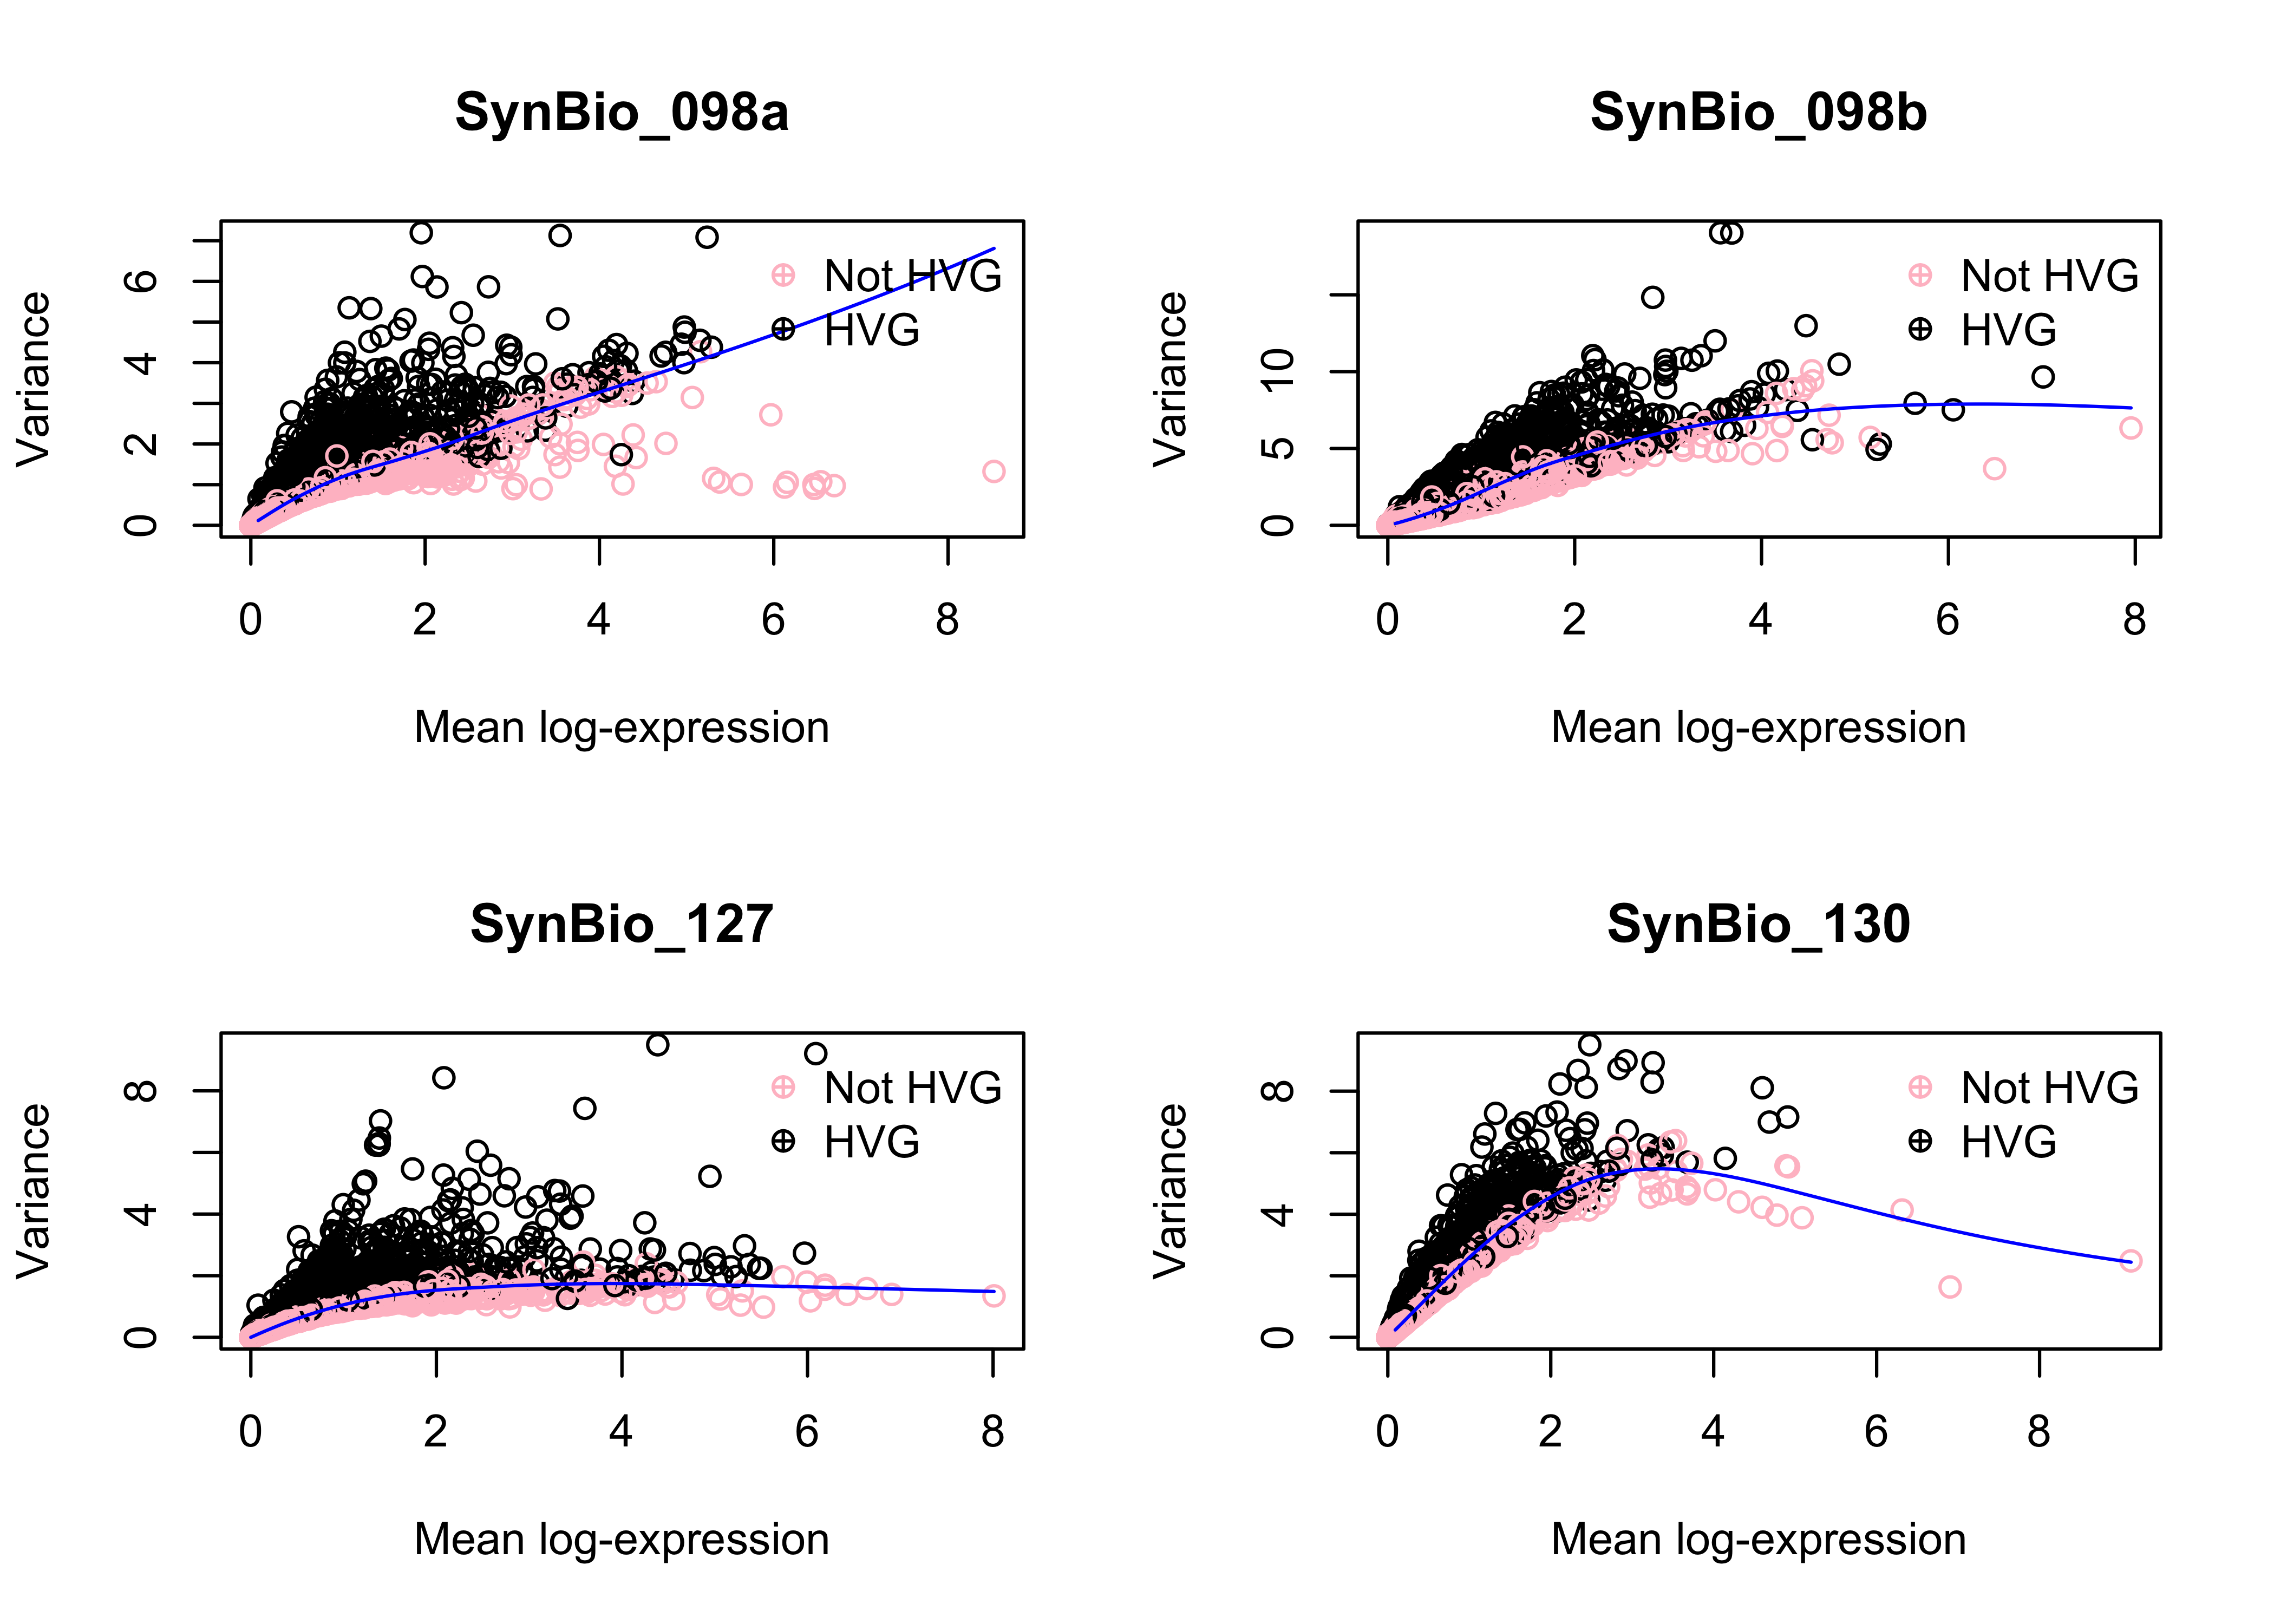 SynBio_098a
Variance
0
2
4
6
Not HVG
HVG
0 2 4 6 8
Mean log-expression
SynBio_098b
Variance
0
5
10
Not HVG
HVG
0 2 4 6 8
Mean log-expression
SynBio_127
Variance
0
4
8
Not HVG
HVG
0 2 4 6 8
Mean log-expression
SynBio_130
Variance
0
4
8
Not HVG
HVG
0 2 4 6 8
Mean log-expression